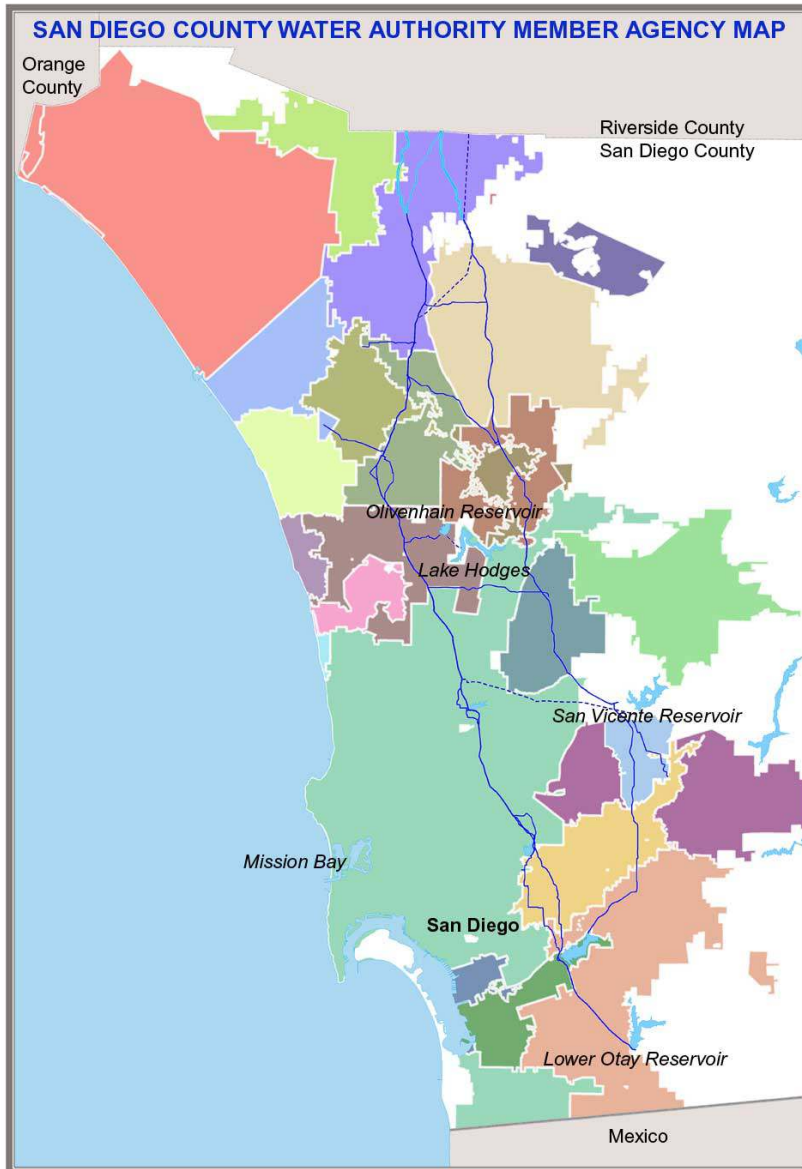 SAN DIEGO COUNTY WATER AUTHORITY MEMBER AGENCY MAP
Orange
County
Riverside County
San Diego County
Olivenhain Reservoir
Lake Hodges
San Vicente Reservoir
Mission Bay
San Diego
Lower Otay Reservoir
Mexico